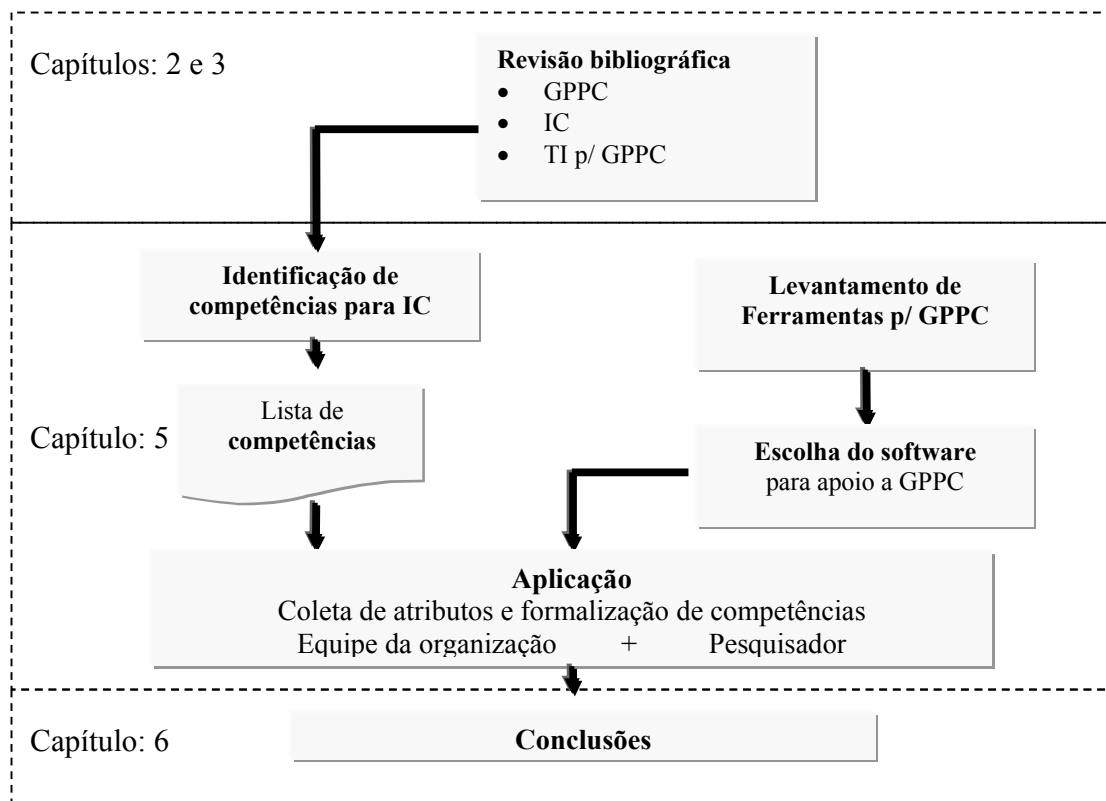 Capítulos: 2 e 3
Revisão bibliográfica
• GPPC
• IC
• TI p/ GPPC
Identificação de
competências para IC
Levantamento de
Ferramentas p/ GPPC
Capítulo: 5
Lista de
competências
Escolha do software
para apoio a GPPC
Aplicação
Coleta de atributos e formalização de competências
Equipe da organização + Pesquisador
Capítulo: 6
Conclusões